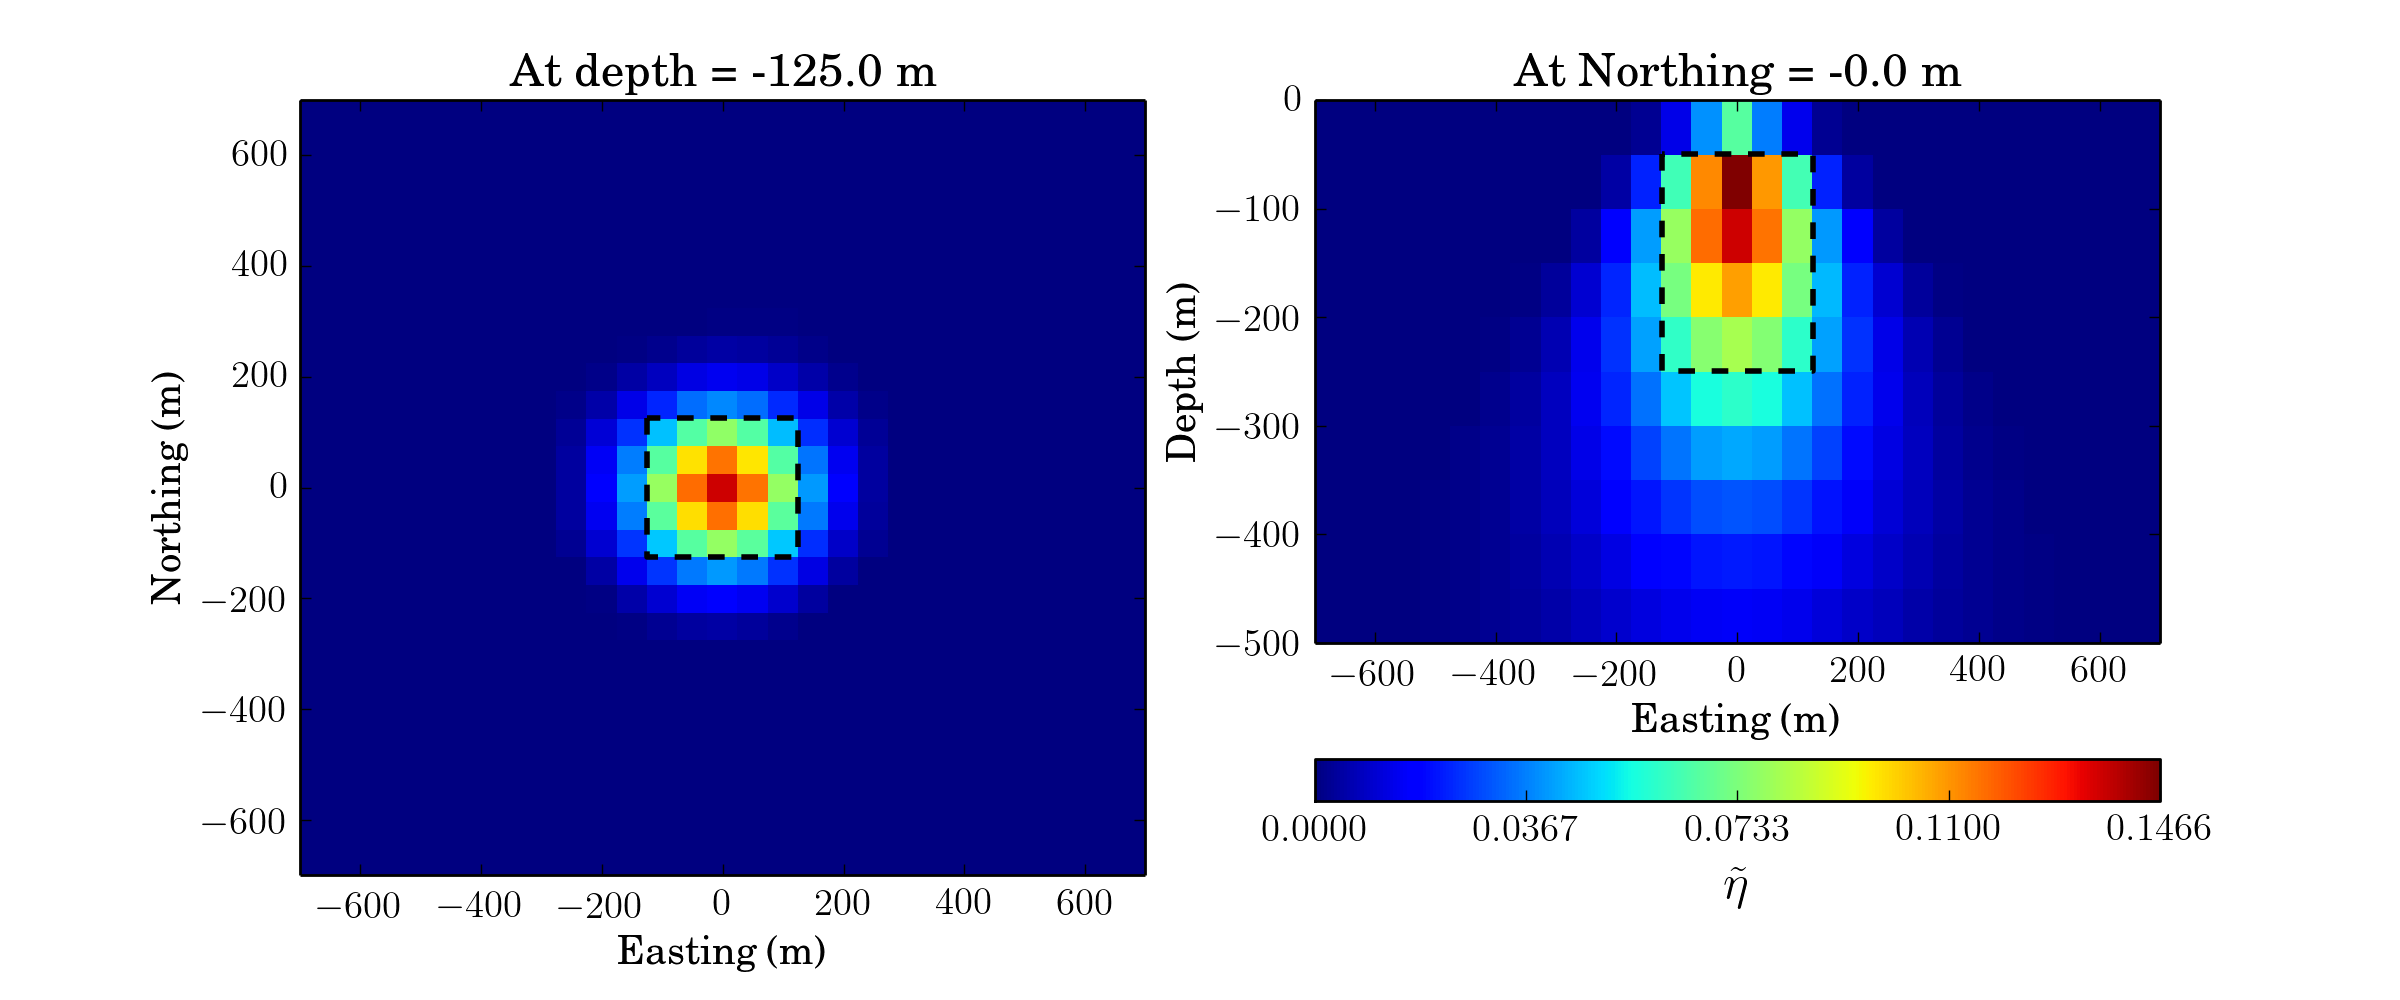 At depth = -125.0 m
600
400
200
0
−200
−400
−600
Northing (m)
−600 −400 −200 0 200 400 600
Easting (m)
At Northing = -0.0 m
0
−100
−200
−300
−400
−500
Depth (m)
−600 −400 −200 0 200 400 600
Easting (m)
0.0000 0.0367 0.0733 0.1100 0.1466
η̃